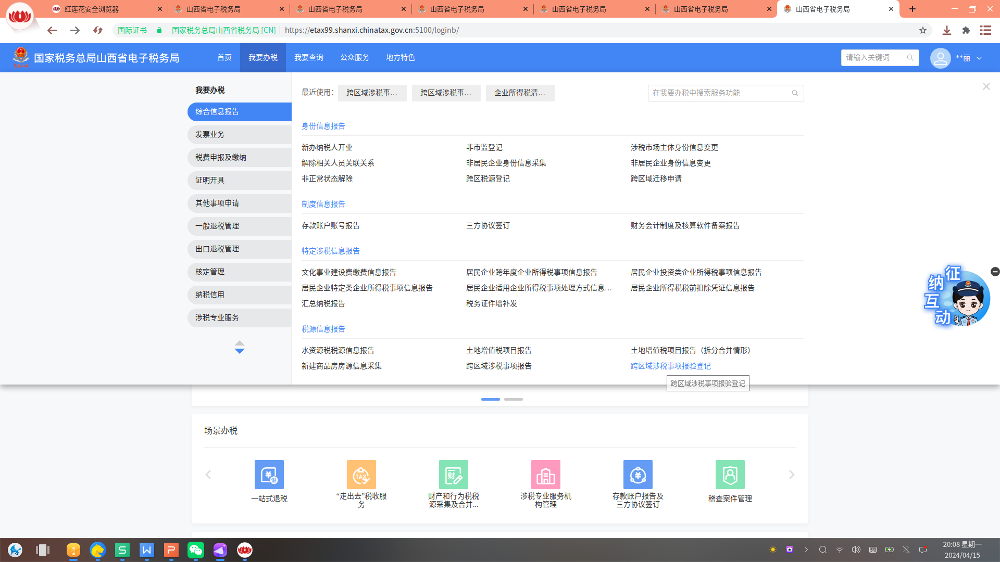 红莲花安全浏览器
山西省电子税务局
山西省电子税务局
山西省电子税务局
山西省电子税务局
山西省电子税务局
山西省电子税务局
国际证书 国家税务总局山西省税务局 [CN] https://etax99.shanxi.chinatax.gov.cn:5100/loginb/
国家税务总局山西省电子税务局
首页 我要办税 我要查询 公众服务 地方特色
请输入关键词
**丽
我要办税
综合信息报告
发票业务
税费申报及缴纳
证明开具
其他事项申请
一般退税管理
出口退税管理
核定管理
纳税信用
涉税专业服务
最近使用： 跨区域涉税事... 跨区域涉税事... 企业所得税清...
在我要办税中搜索服务功能
身份信息报告
新办纳税人开业 非市监登记 涉税市场主体身份信息变更
解除相关人员关联关系 非居民企业身份信息采集 非居民企业身份信息变更
非正常状态解除 跨区税源登记 跨区域迁移申请
制度信息报告
存款账户账号报告 三方协议签订 财务会计制度及核算软件备案报告
特定涉税信息报告
文化事业建设费缴费信息报告 居民企业跨年度企业所得税事项信息报告 居民企业投资类企业所得税事项信息报告
居民企业特定类企业所得税事项信息报告 居民企业适用企业所得税事项处理方式信息... 居民企业所得税税前扣除凭证信息报告
汇总纳税报告 税务证件增补发
税源信息报告
水资源税税源信息报告 土地增值税项目报告 土地增值税项目报告（拆分合并情形）
新建商品房房源信息采集 跨区域涉税事项报告 跨区域涉税事项报验登记
跨区域涉税事项报验登记
征
纳
互
动
场景办税
¥ 退
TAX
财
¥
一站式退税
“走出去”税收服
务
财产和行为税税
源采集及合并...
涉税专业服务机
构管理
存款账户报告及
三方协议签订
稽查案件管理
S W P
20:08 星期一
2024/04/15